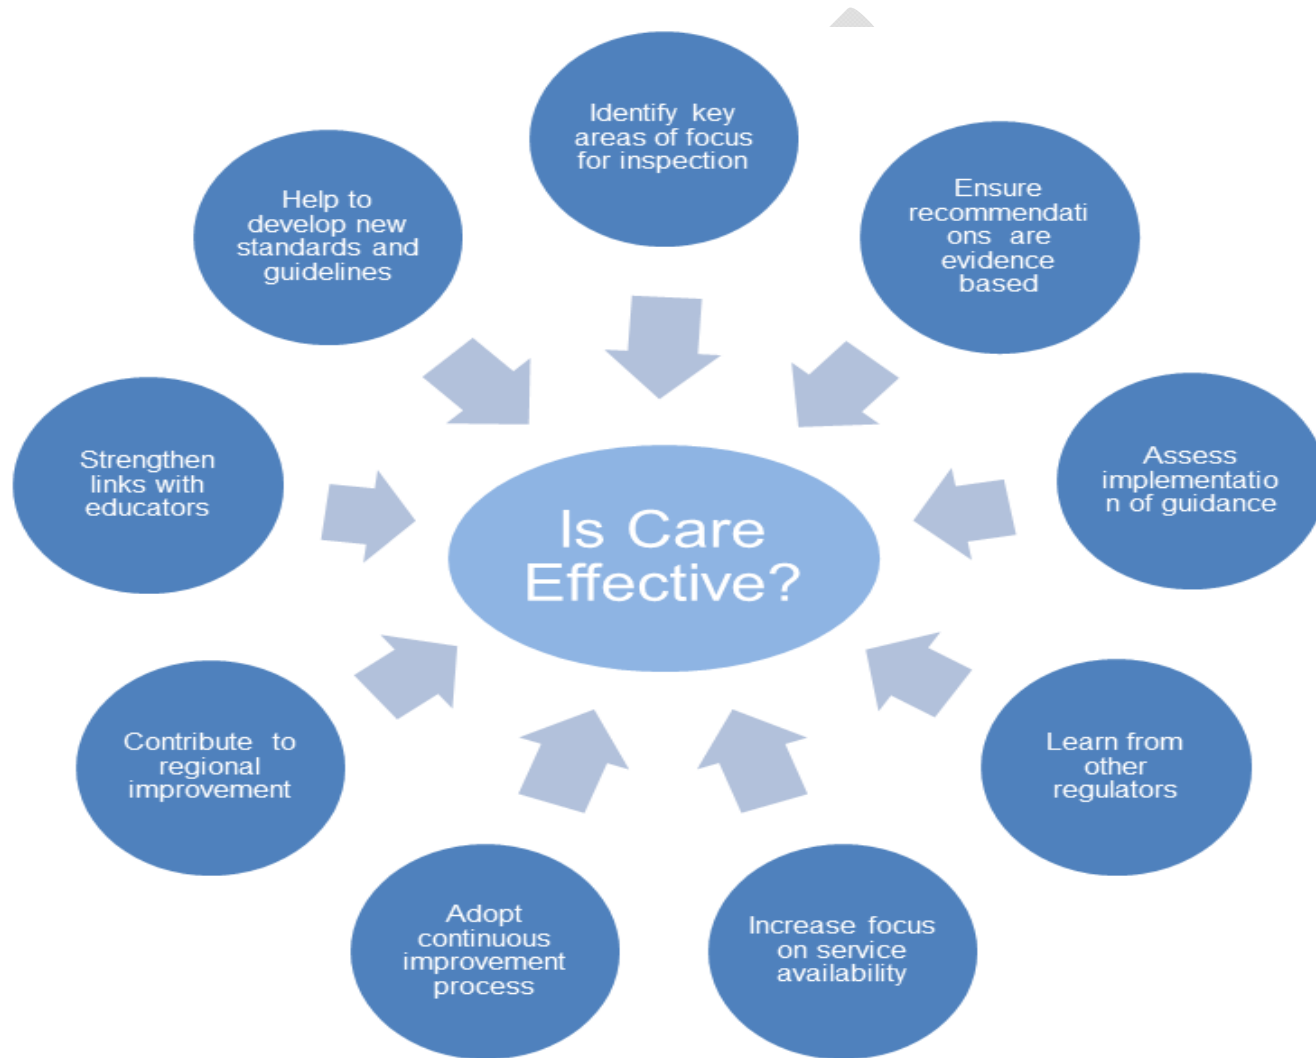 Identify key
areas of focus
for inspection
Ensure
recommendati
ons are
evidence
based
Assess
implementatio
n of guidance
Learn from
other
regulators
Increase focus
on service
availability
Adopt
continuous
improvement
process
Contribute to
regional
improvement
Strengthen
links with
educators
Help to
develop new
standards and
guidelines
Is Care
Effective?